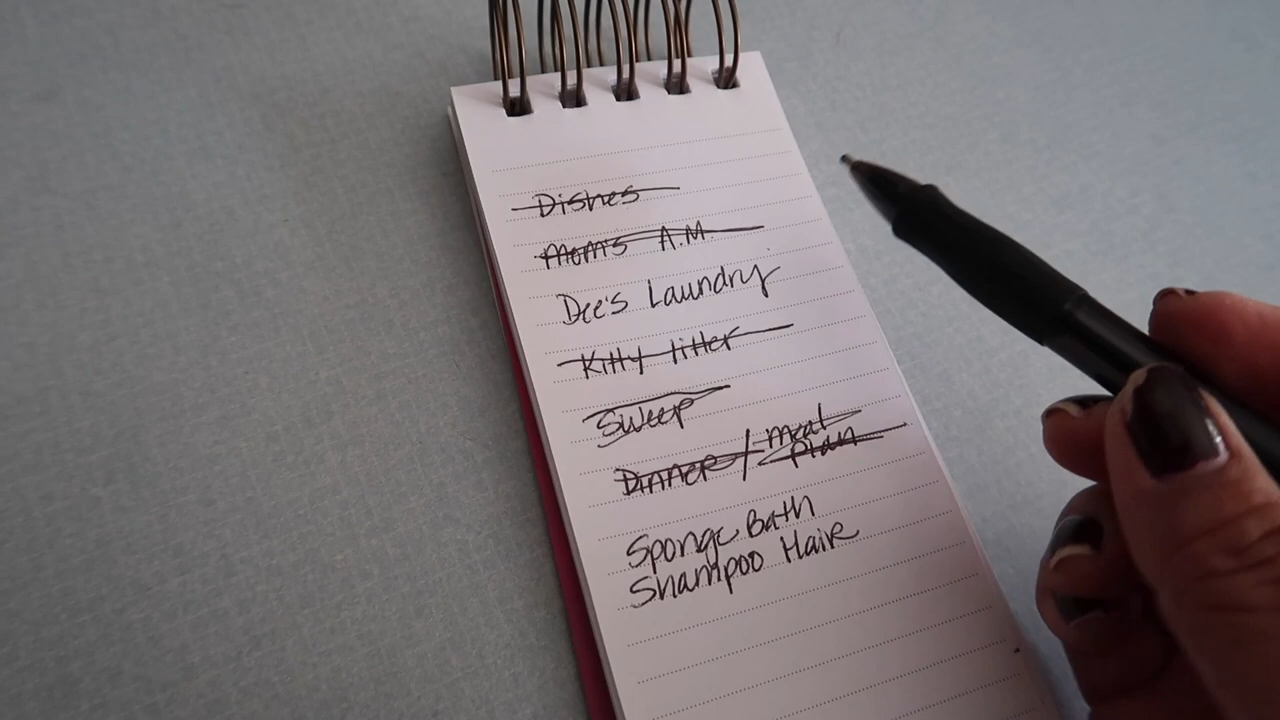 Dishes
Mom's A.M.
Dee's Laundry
Kitty litter
Sweep
Dinner / meal plan
Sponge Bath
Shampoo Hair